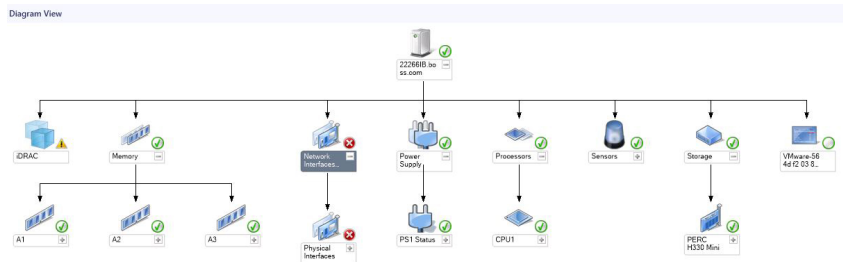 Diagram View
22266IB.bo
ss.com
iDRAC
Memory
Network
Interfaces...
Power
Supply
Processors
Sensors
Storage
VMware-56
4d f2 03 8...
A1
A2
A3
Physical
Interfaces
PS1 Status
CPU1
PERC
H330 Mini